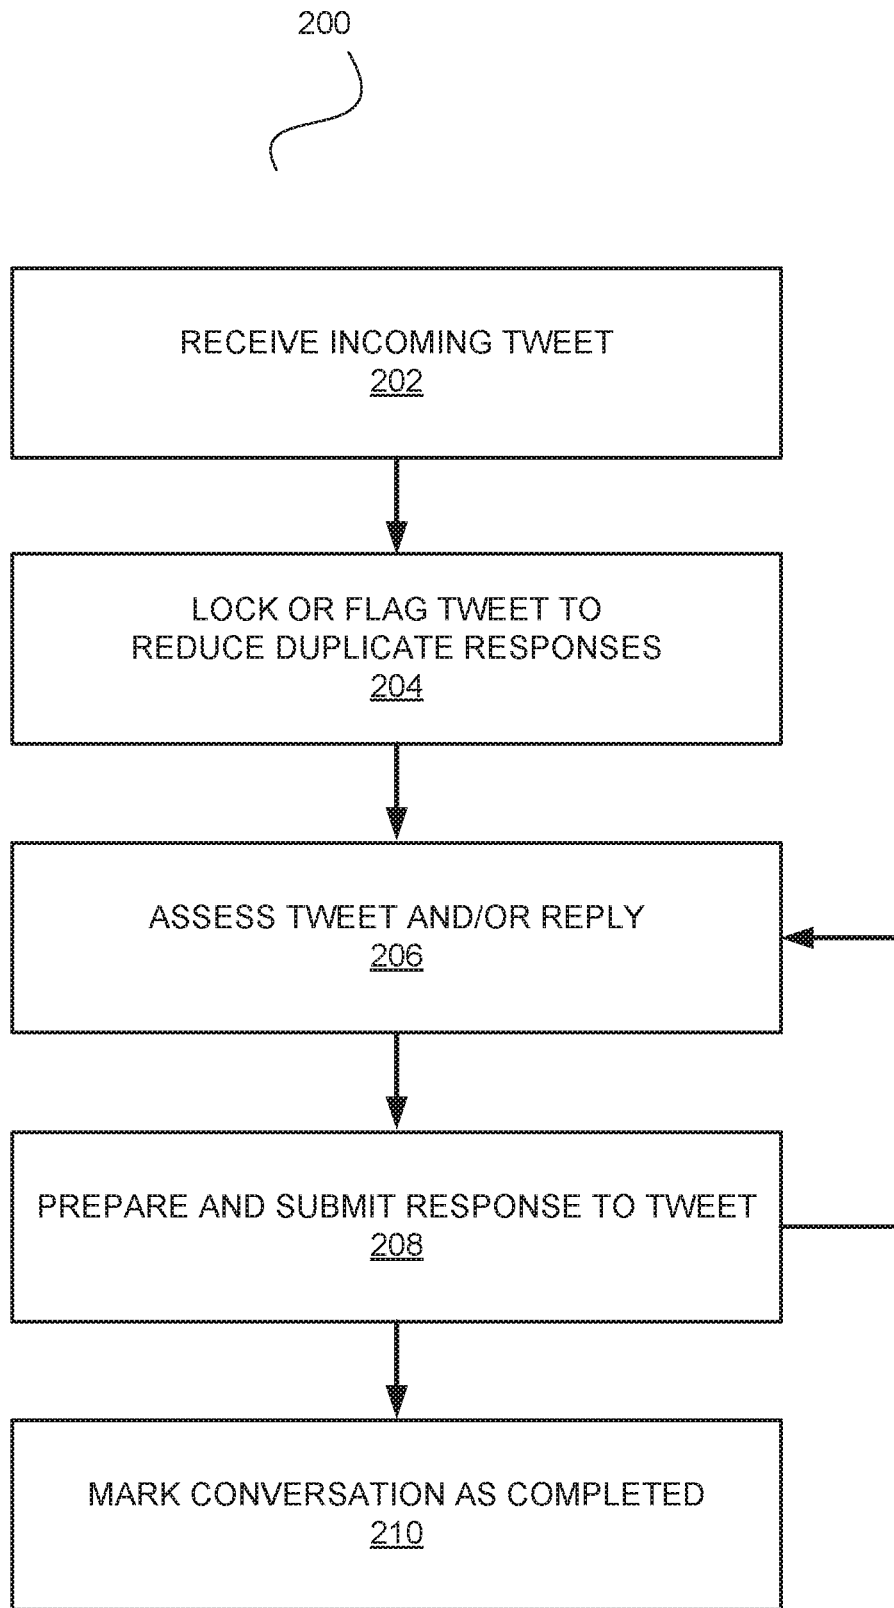 200
RECEIVE INCOMING TWEET
202
LOCK OR FLAG TWEET TO
REDUCE DUPLICATE RESPONSES
204
ASSESS TWEET AND/OR REPLY
206
PREPARE AND SUBMIT RESPONSE TO TWEET
208
MARK CONVERSATION AS COMPLETED
210